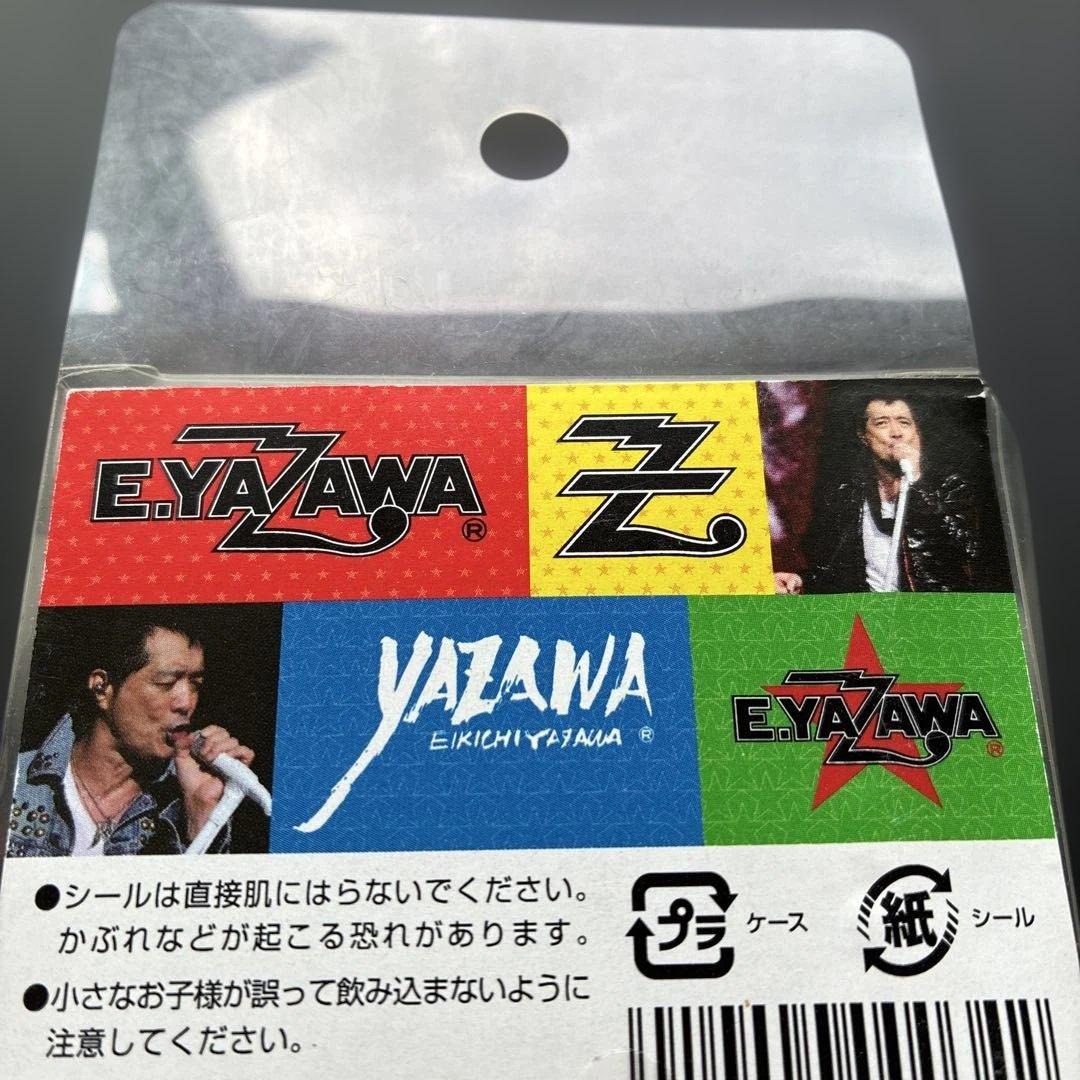 E.YAZAWA®
Z
YAZAWA
EIKICHI YAZAWA ®
E.YAZAWA®
●シールは直接肌にはらないでください。
かぶれなどが起こる恐れがあります。
●小さなお子様が誤って飲み込まないように
注意してください。
プラ ケース
紙 シール